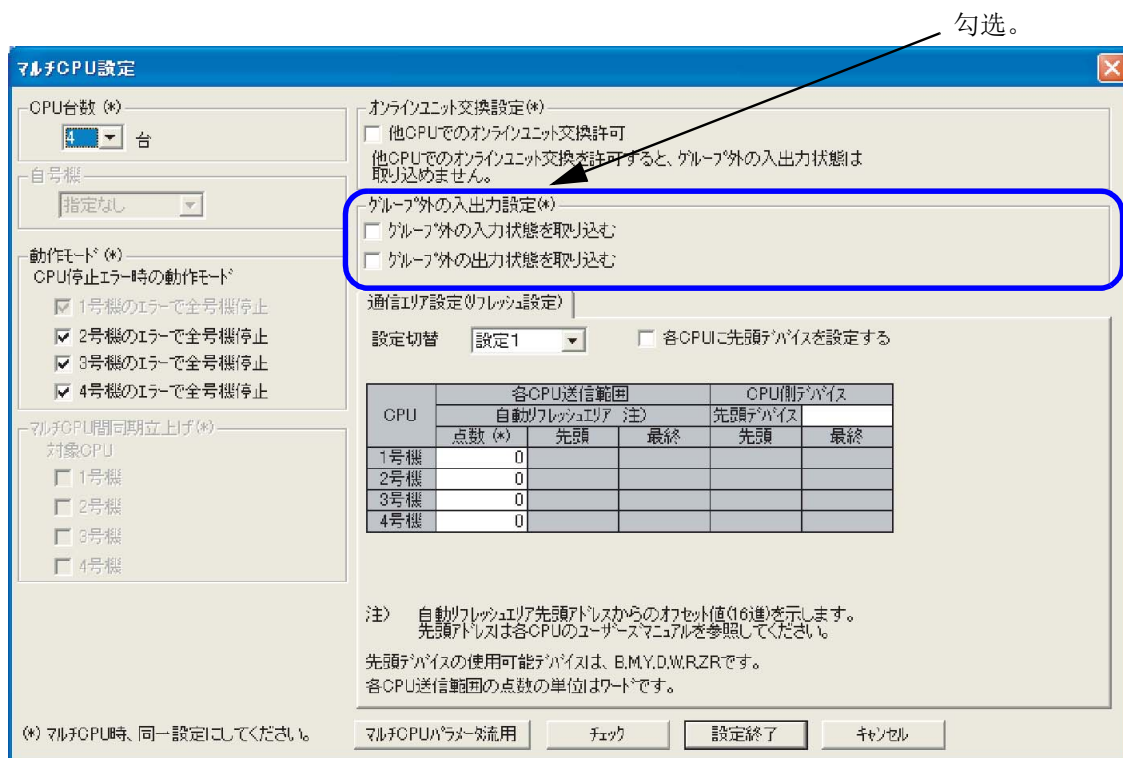 勾选。
マルチCPU設定
CPU台数 (*)
4 台
自号機
指定なし
動作モード (*)
CPU停止エラー時の動作モード
1号機のエラーで全号機停止
2号機のエラーで全号機停止
3号機のエラーで全号機停止
4号機のエラーで全号機停止
マルチCPU間同期立上げ(*)
対象CPU
1号機
2号機
3号機
4号機
オンラインユニット交換設定(*)
他CPUでのオンラインユニット交換許可
他CPUでのオンラインユニット交換を許可すると、グループ外の入出力状態は
取り込めません。
グループ外の入出力設定(*)
グループ外の入力状態を取り込む
グループ外の出力状態を取り込む
通信エリア設定(リフレッシュ設定)
設定切替 設定1 各CPUに先頭デバイスを設定する
CPU 各CPU送信範囲 CPU側デバイス
自動リフレッシュエリア 注) 先頭デバイス
点数 (*) 先頭 最終 先頭 最終
1号機 0
2号機 0
3号機 0
4号機 0
注) 自動リフレッシュエリア先頭アドレスからのオフセット値(16進)を示します。
先頭アドレスは各CPUのユーザーズマニュアルを参照してください。
先頭デバイスの使用可能デバイスは、B,M,Y,D,W,R,ZRです。
各CPU送信範囲の点数の単位はワードです。
(*) マルチCPU時、同一設定にしてください。
マルチCPUパラメータ流用 チェック 設定終了 キャンセル